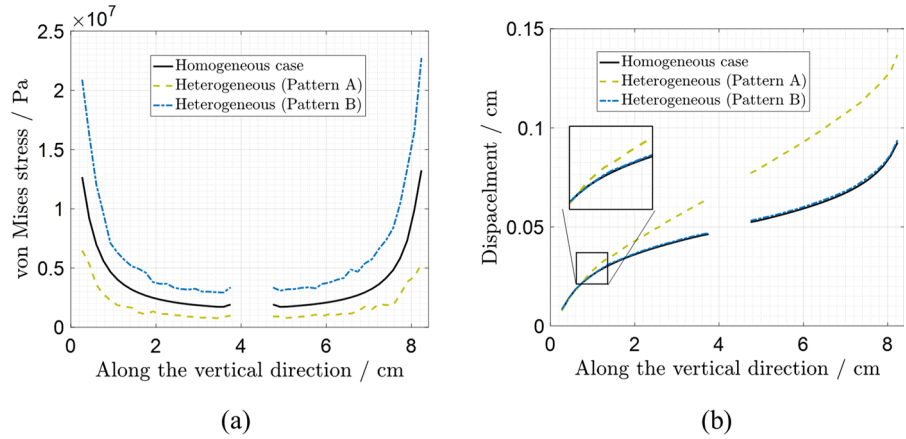 ×10⁷
2.5
2
1.5
1
0.5
0
0 2 4 6 8
von Mises stress / Pa
Along the vertical direction / cm
Homogeneous case
Heterogeneous (Pattern A)
Heterogeneous (Pattern B)
(a)
0.15
0.1
0.05
0
0 2 4 6 8
Dispacelment / cm
Along the vertical direction / cm
Homogeneous case
Heterogeneous (Pattern A)
Heterogeneous (Pattern B)
(b)